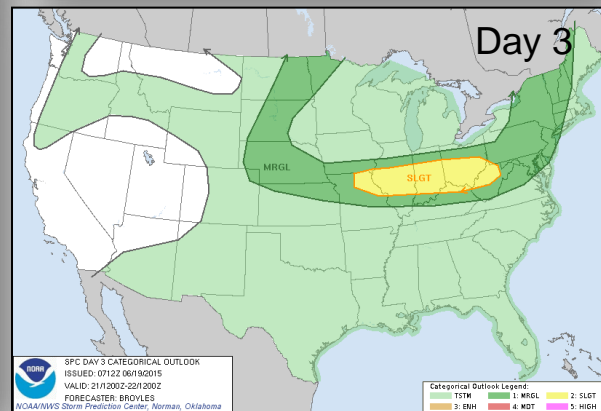 Day 3
MRGL
SLGT
NOAA
SPC DAY 3 CATEGORICAL OUTLOOK
ISSUED: 0712Z 06/19/2015
VALID: 21/1200Z-22/1200Z
FORECASTER: BROYLES
NOAA/NWS Storm Prediction Center, Norman, Oklahoma
Categorical Outlook Legend:
TSTM 1: MRGL 2: SLGT
3: ENH 4: MDT 5: HIGH